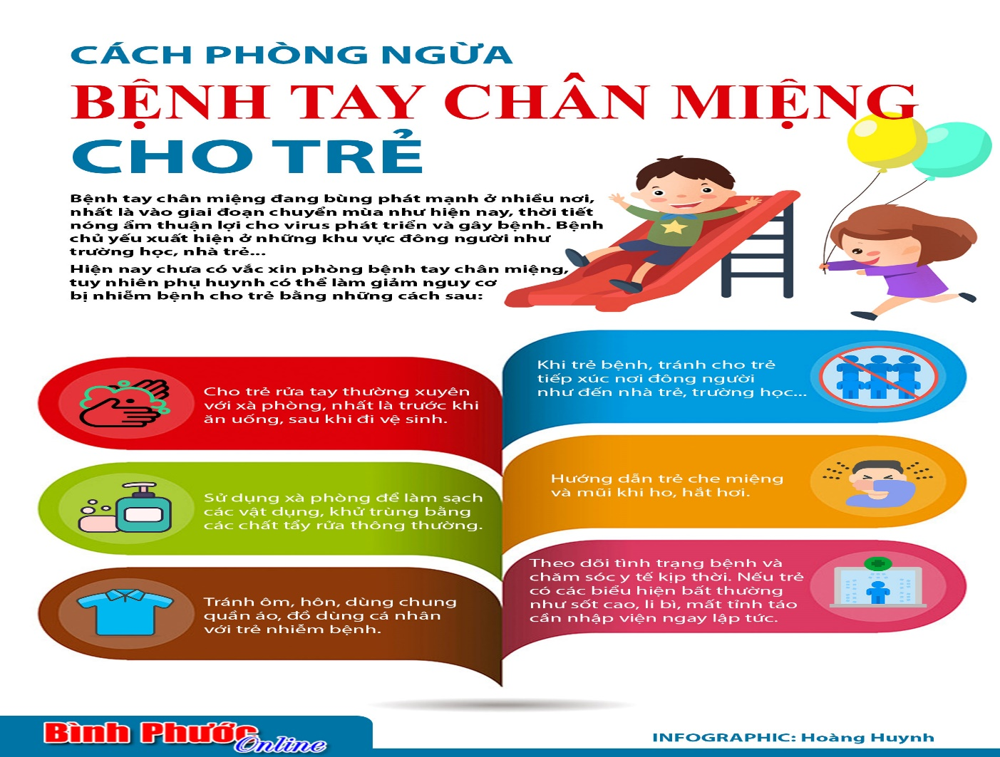 CÁCH PHÒNG NGỪA
BỆNH TAY CHÂN MIỆNG
CHO TRẺ
Bệnh tay chân miệng đang bùng phát mạnh ở nhiều nơi,
nhất là vào giai đoạn chuyển mùa như hiện nay, thời tiết
nóng ẩm thuận lợi cho virus phát triển và gây bệnh. Bệnh
chủ yếu xuất hiện ở những khu vực đông người như
trường học, nhà trẻ...
Hiện nay chưa có vắc xin phòng bệnh tay chân miệng,
tuy nhiên phụ huynh có thể làm giảm nguy cơ
bị nhiễm bệnh cho trẻ bằng những cách sau:
Cho trẻ rửa tay thường xuyên
với xà phòng, nhất là trước khi
ăn uống, sau khi đi vệ sinh.
Sử dụng xà phòng để làm sạch
các vật dụng, khử trùng bằng
các chất tẩy rửa thông thường.
Tránh ôm, hôn, dùng chung
quần áo, đồ dùng cá nhân
với trẻ nhiễm bệnh.
Khi trẻ bệnh, tránh cho trẻ
tiếp xúc nơi đông người
như đến nhà trẻ, trường học...
Hướng dẫn trẻ che miệng
và mũi khi ho, hắt hơi.
Theo dõi tình trạng bệnh và
chăm sóc y tế kịp thời. Nếu trẻ
có các biểu hiện bất thường
như sốt cao, li bì, mất tỉnh táo
cần nhập viện ngay lập tức.
Bình Phước
Online
INFOGRAPHIC: Hoàng Huynh